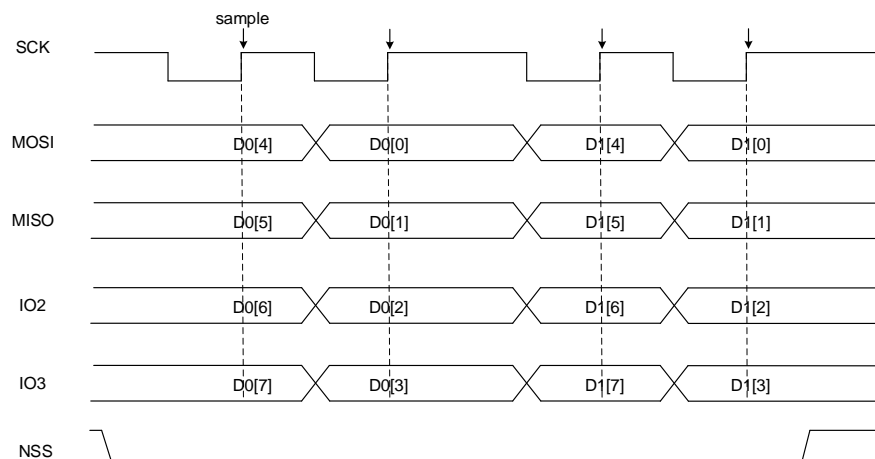 sample
SCK
MOSI D0[4] D0[0] D1[4] D1[0]
MISO D0[5] D0[1] D1[5] D1[1]
IO2 D0[6] D0[2] D1[6] D1[2]
IO3 D0[7] D0[3] D1[7] D1[3]
NSS